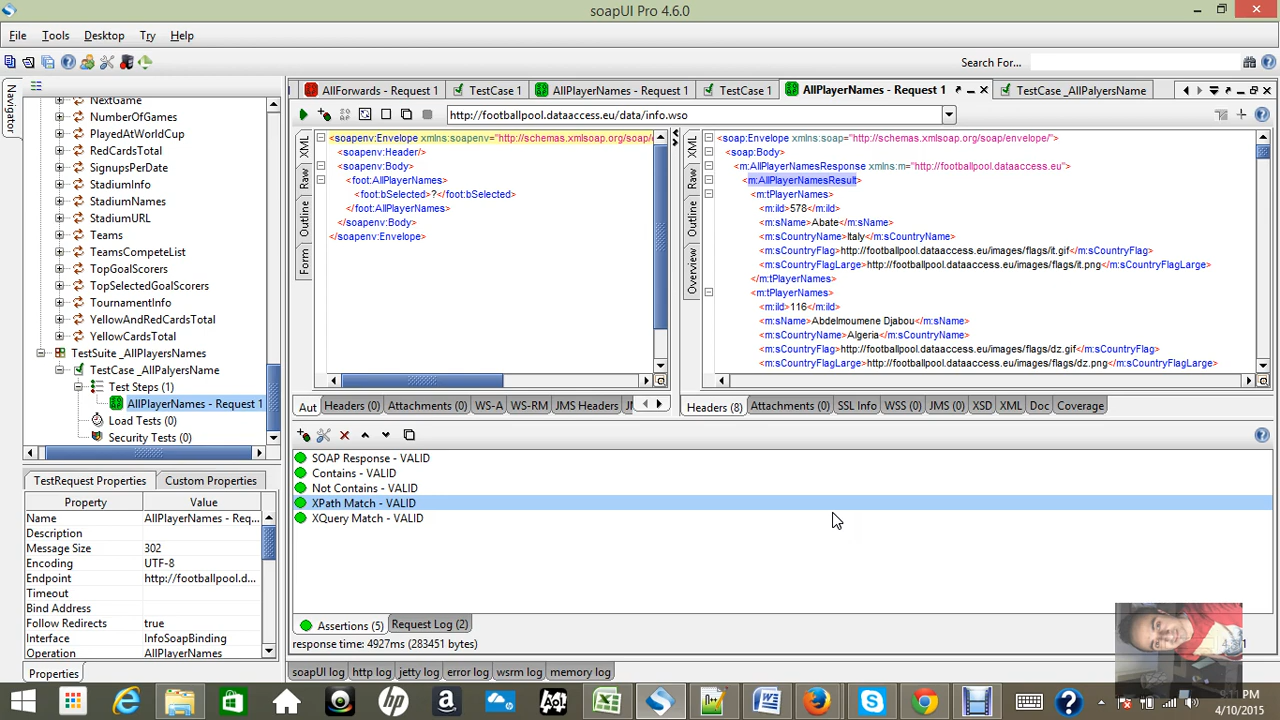 soapUI Pro 4.6.0
File Tools Desktop Try Help
Search For...
Navigator
AllForwards - Request 1 TestCase 1 AllPlayerNames - Request 1 TestCase 1 AllPlayerNames - Request 1 TestCase _AllPalyersName
http://footballpool.dataaccess.eu/data/info.wso
NextGame
NumberOfGames
PlayedAtWorldCup
RedCardsTotal
SignupsPerDate
StadiumInfo
StadiumNames
StadiumURL
Teams
TeamsCompeteList
TopGoalScorers
TopSelectedGoalScorers
TournamentInfo
YellowAndRedCardsTotal
YellowCardsTotal
TestSuite _AllPlayersNames
TestCase _AllPalyersName
Test Steps (1)
AllPlayerNames - Request 1
Load Tests (0)
Security Tests (0)
XML
Raw
Outline
Form
<soapenv:Envelope xmlns:soapenv="http://schemas.xmlsoap.org/soap/
<soapenv:Header/>
<soapenv:Body>
<foot:AllPlayerNames>
<foot:bSelected>?</foot:bSelected>
</foot:AllPlayerNames>
</soapenv:Body>
</soapenv:Envelope>
XML
Raw
Outline
Overview
<soap:Envelope xmlns:soap="http://schemas.xmlsoap.org/soap/envelope/">
<soap:Body>
<m:AllPlayerNamesResponse xmlns:m="http://footballpool.dataaccess.eu">
<m:AllPlayerNamesResult>
<m:tPlayerNames>
<m:iId>578</m:iId>
<m:sName>Abate</m:sName>
<m:sCountryName>Italy</m:sCountryName>
<m:sCountryFlag>http://footballpool.dataaccess.eu/images/flags/it.gif</m:sCountryFlag>
<m:sCountryFlagLarge>http://footballpool.dataaccess.eu/images/flags/it.png</m:sCountryFlagLarge>
</m:tPlayerNames>
<m:tPlayerNames>
<m:iId>116</m:iId>
<m:sName>Abdelmoumene Djabou</m:sName>
<m:sCountryName>Algeria</m:sCountryName>
<m:sCountryFlag>http://footballpool.dataaccess.eu/images/flags/dz.gif</m:sCountryFlag>
<m:sCountryFlagLarge>http://footballpool.dataaccess.eu/images/flags/dz.png</m:sCountryFlagLarge>
Aut Headers (0) Attachments (0) WS-A WS-RM JMS Headers
Headers (8) Attachments (0) SSL Info WSS (0) JMS (0) XSD XML Doc Coverage
SOAP Response - VALID
Contains - VALID
Not Contains - VALID
XPath Match - VALID
XQuery Match - VALID
Assertions (5) Request Log (2)
response time: 4927ms (283451 bytes)
TestRequest Properties Custom Properties
Property Value
Name AllPlayerNames - Req...
Description
Message Size 302
Encoding UTF-8
Endpoint http://footballpool.d...
Timeout
Bind Address
Follow Redirects true
Interface InfoSoapBinding
Operation AllPlayerNames
Properties
soapUI log http log jetty log error log wsrm log memory log
hp a Aol
9:11 PM
4/10/2015